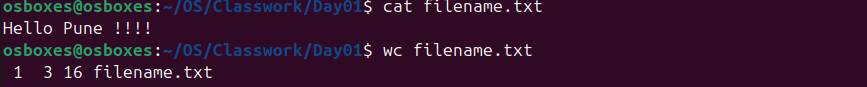 osboxes@osboxes:~/OS/Classwork/Day01$ cat filename.txt
Hello Pune !!!!
osboxes@osboxes:~/OS/Classwork/Day01$ wc filename.txt
 1  3 16 filename.txt